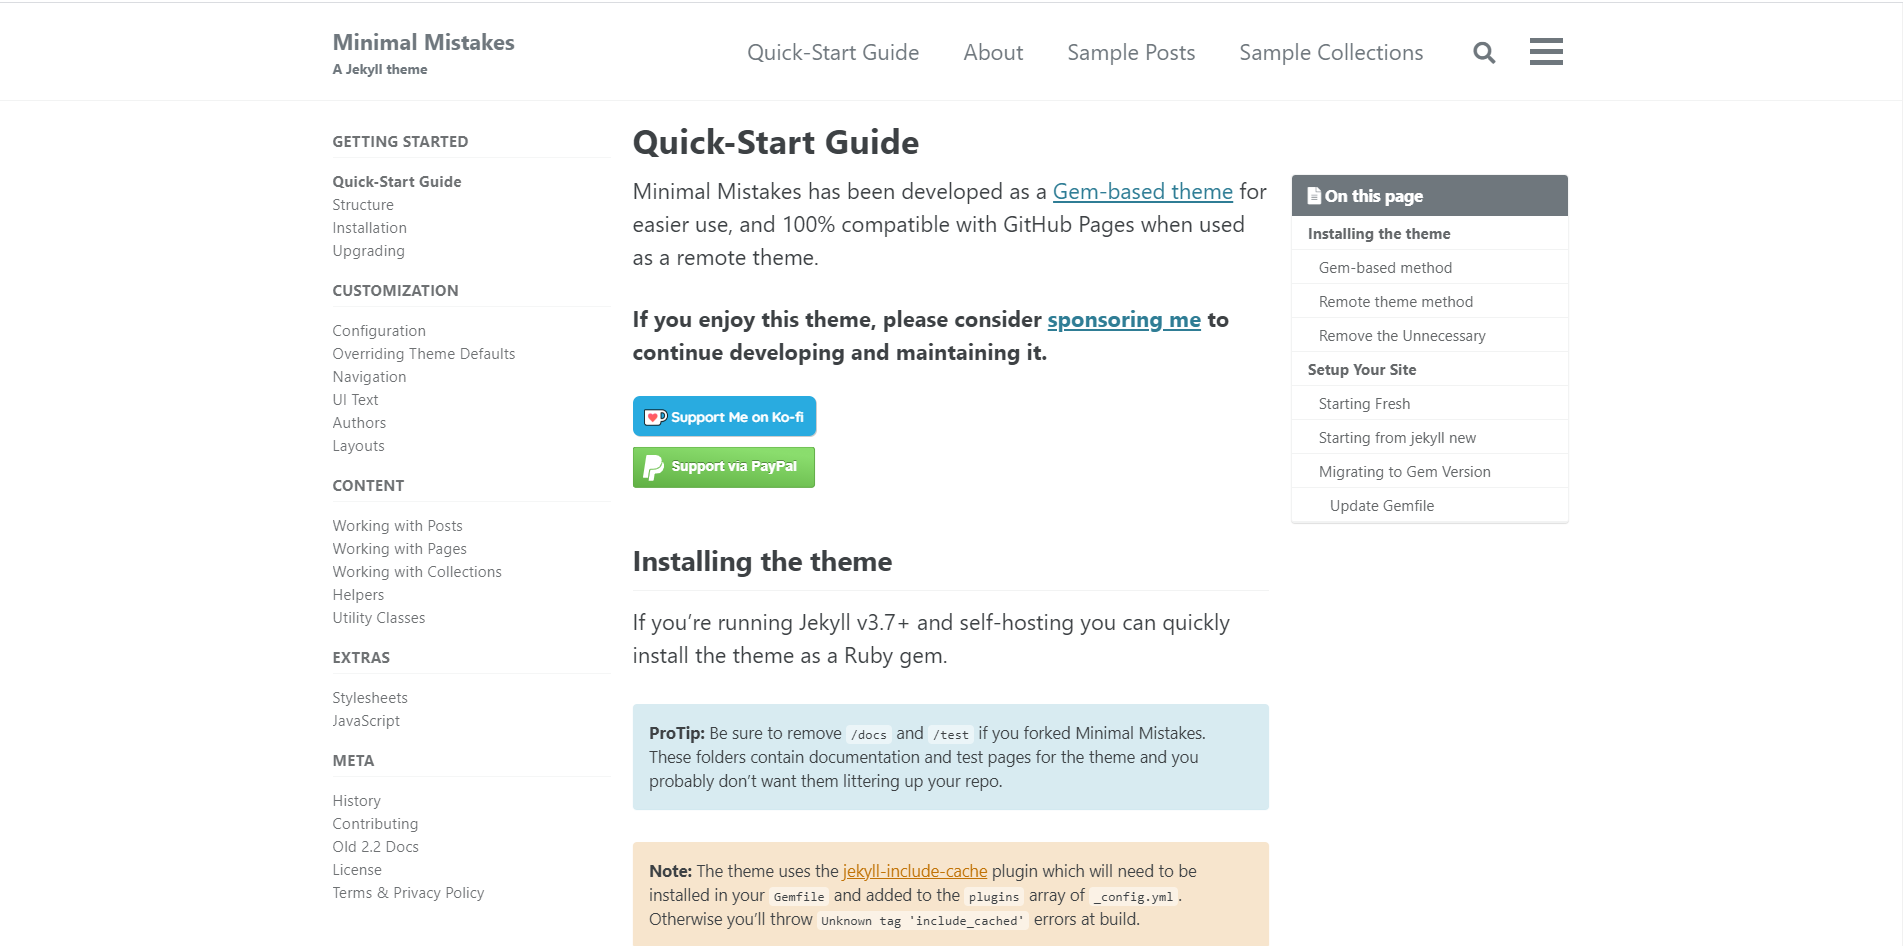 Minimal Mistakes
A Jekyll theme
Quick-Start Guide About Sample Posts Sample Collections
GETTING STARTED
Quick-Start Guide
Structure
Installation
Upgrading
CUSTOMIZATION
Configuration
Overriding Theme Defaults
Navigation
UI Text
Authors
Layouts
CONTENT
Working with Posts
Working with Pages
Working with Collections
Helpers
Utility Classes
EXTRAS
Stylesheets
JavaScript
META
History
Contributing
Old 2.2 Docs
License
Terms & Privacy Policy
Quick-Start Guide
Minimal Mistakes has been developed as a Gem-based theme for
easier use, and 100% compatible with GitHub Pages when used
as a remote theme.
If you enjoy this theme, please consider sponsoring me to
continue developing and maintaining it.
Support Me on Ko-fi
Support via PayPal
Installing the theme
If you’re running Jekyll v3.7+ and self-hosting you can quickly
install the theme as a Ruby gem.
ProTip: Be sure to remove /docs and /test if you forked Minimal Mistakes.
These folders contain documentation and test pages for the theme and you
probably don’t want them littering up your repo.
Note: The theme uses the jekyll-include-cache plugin which will need to be
installed in your Gemfile and added to the plugins array of _config.yml.
Otherwise you’ll throw Unknown tag 'include_cached' errors at build.
On this page
Installing the theme
Gem-based method
Remote theme method
Remove the Unnecessary
Setup Your Site
Starting Fresh
Starting from jekyll new
Migrating to Gem Version
Update Gemfile